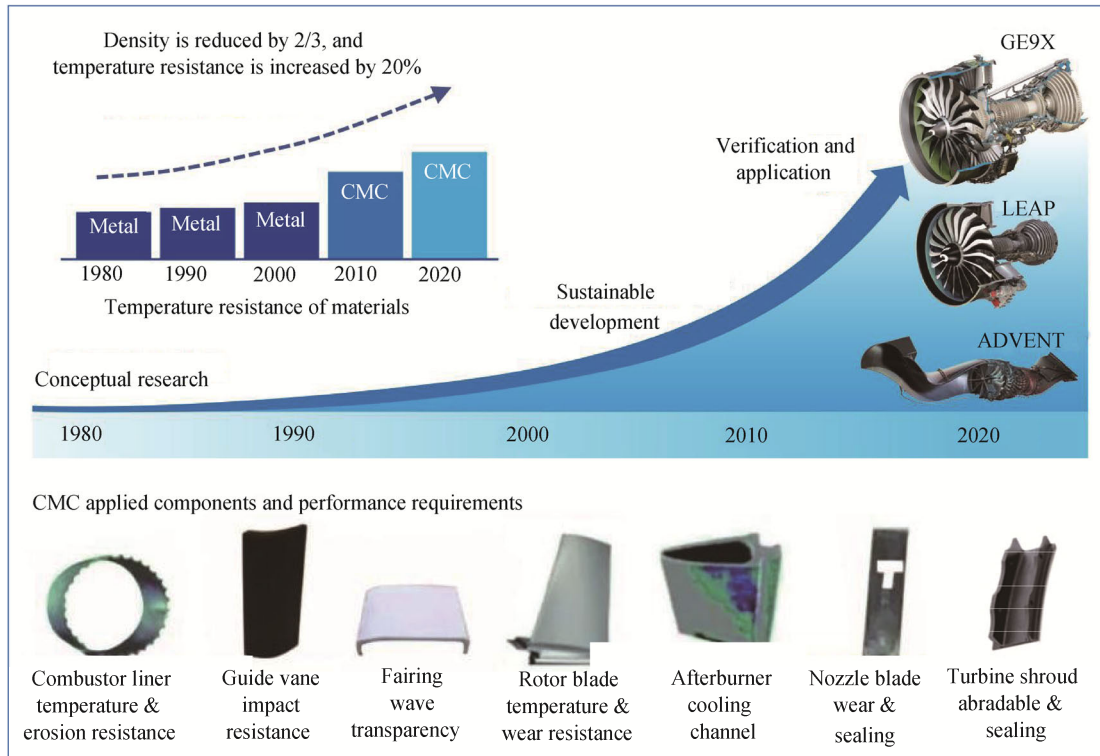 Density is reduced by 2/3, and
temperature resistance is increased by 20%
Metal
Metal
Metal
CMC
CMC
1980
1990
2000
2010
2020
Temperature resistance of materials
GE9X
Verification and
application
LEAP
Sustainable
development
ADVENT
Conceptual research
1980
1990
2000
2010
2020
CMC applied components and performance requirements
Combustor liner
temperature &
erosion resistance
Guide vane
impact
resistance
Fairing
wave
transparency
Rotor blade
temperature &
wear resistance
Afterburner
cooling
channel
Nozzle blade
wear &
sealing
Turbine shroud
abradable &
sealing